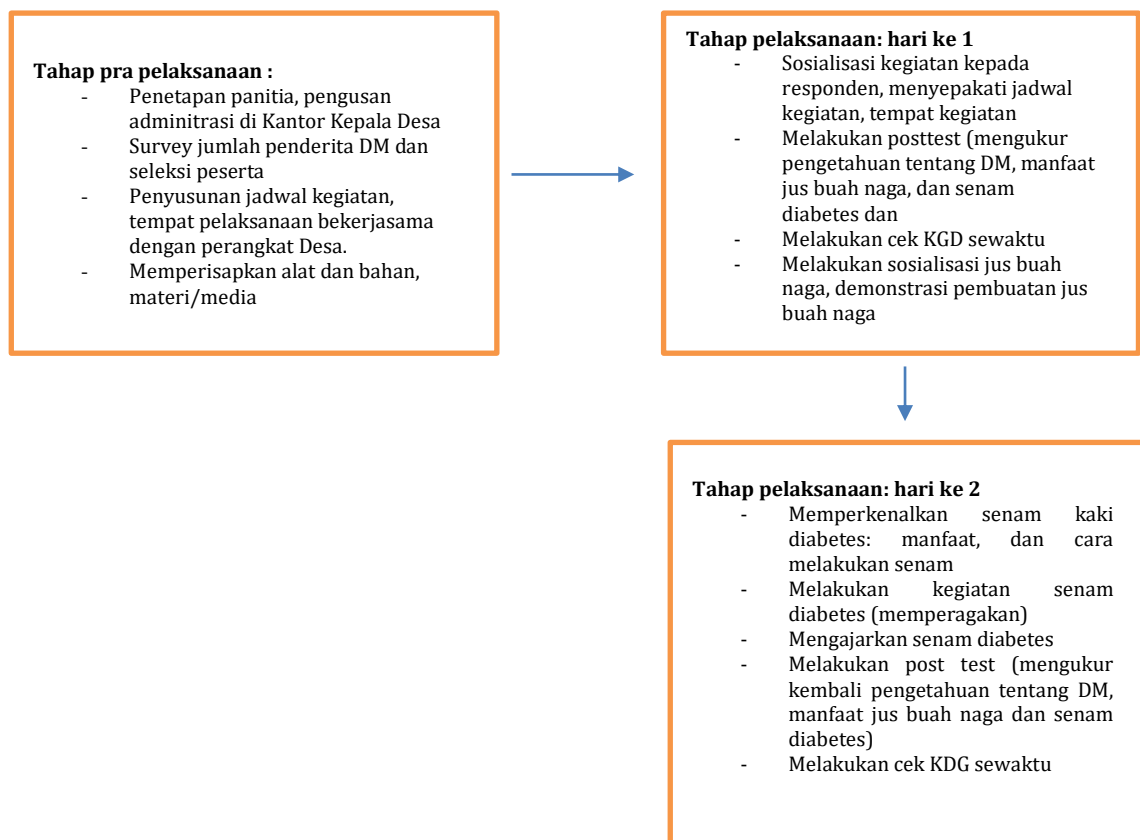 Tahap pra pelaksanaan :
- Penetapan panitia, pengusan
adminitrasi di Kantor Kepala Desa
- Survey jumlah penderita DM dan
seleksi peserta
- Penyusunan jadwal kegiatan,
tempat pelaksanaan bekerjasama
dengan perangkat Desa.
- Memperisapkan alat dan bahan,
materi/media
Tahap pelaksanaan: hari ke 1
- Sosialisasi kegiatan kepada
responden, menyepakati jadwal
kegiatan, tempat kegiatan
- Melakukan posttest (mengukur
pengetahuan tentang DM, manfaat
jus buah naga, dan senam
diabetes dan
- Melakukan cek KGD sewaktu
- Melakukan sosialisasi jus buah
naga, demonstrasi pembuatan jus
buah naga
Tahap pelaksanaan: hari ke 2
- Memperkenalkan senam kaki
diabetes: manfaat, dan cara
melakukan senam
- Melakukan kegiatan senam
diabetes (memperagakan)
- Mengajarkan senam diabetes
- Melakukan post test (mengukur
kembali pengetahuan tentang DM,
manfaat jus buah naga dan senam
diabetes)
- Melakukan cek KDG sewaktu